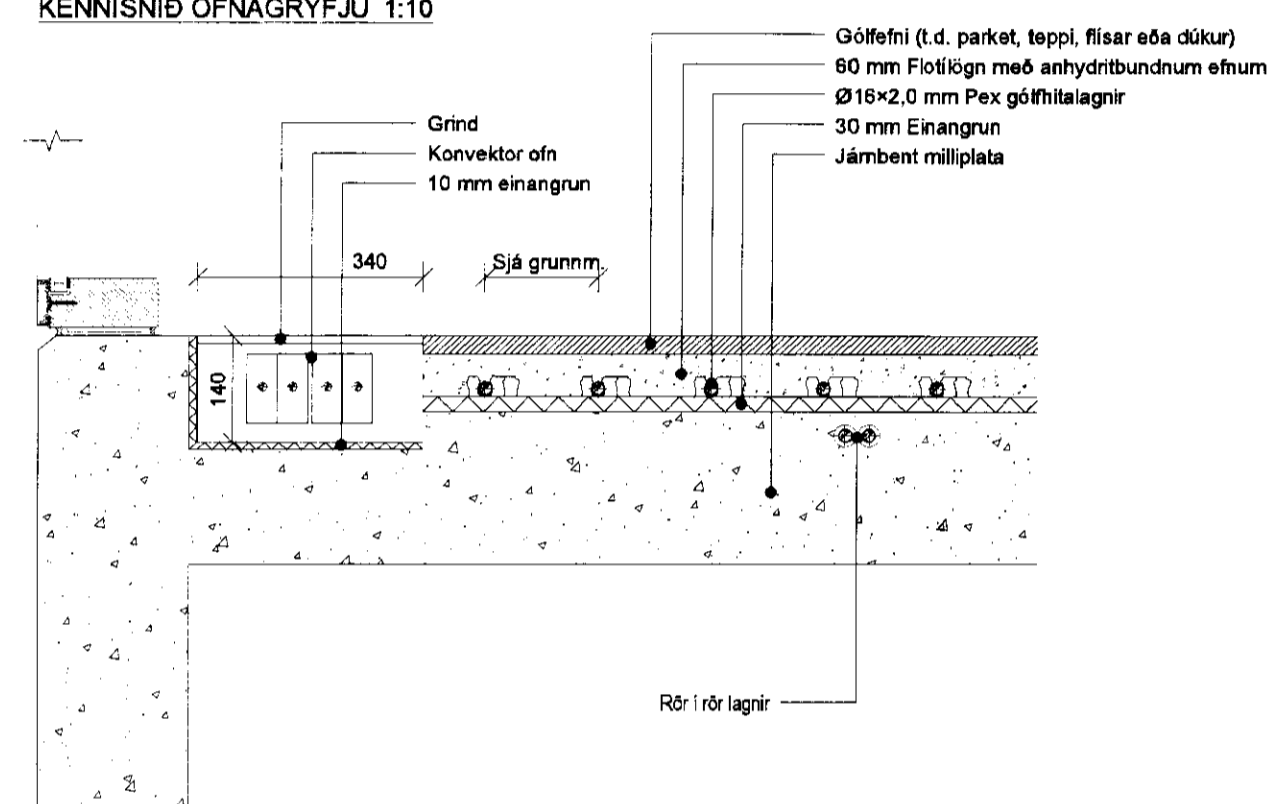 KENNISNIÐ OFNAGRYFJU 1:10
Gólfefni (t.d. parket, teppi, flísar eða dúkur)
60 mm Flotílögn með anhydritbundnum efnum
Ø16×2,0 mm Pex gólfhitalagnir
30 mm Einangrun
Járnbent milliplata
Grind
Konvektor ofn
10 mm einangrun
340
Sjá grunnm.
140
Rör í rör lagnir